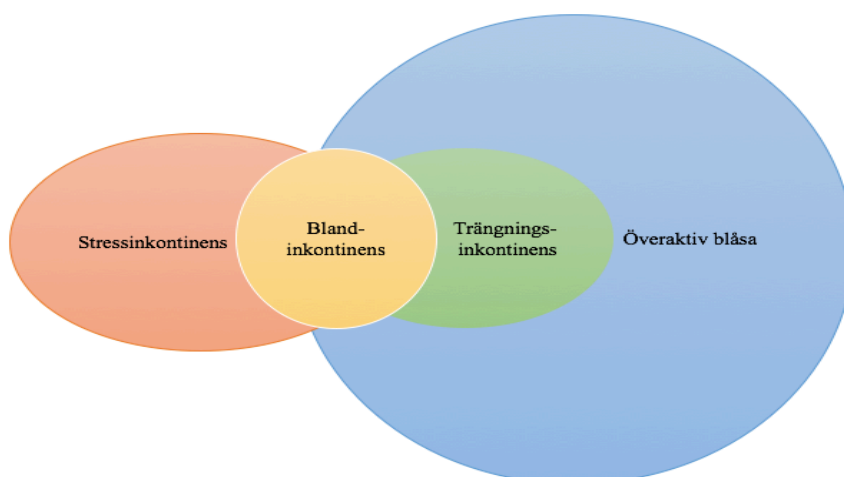 Stressinkontinens
Bland-
inkontinens
Trängnings-
inkontinens
Överaktiv blåsa